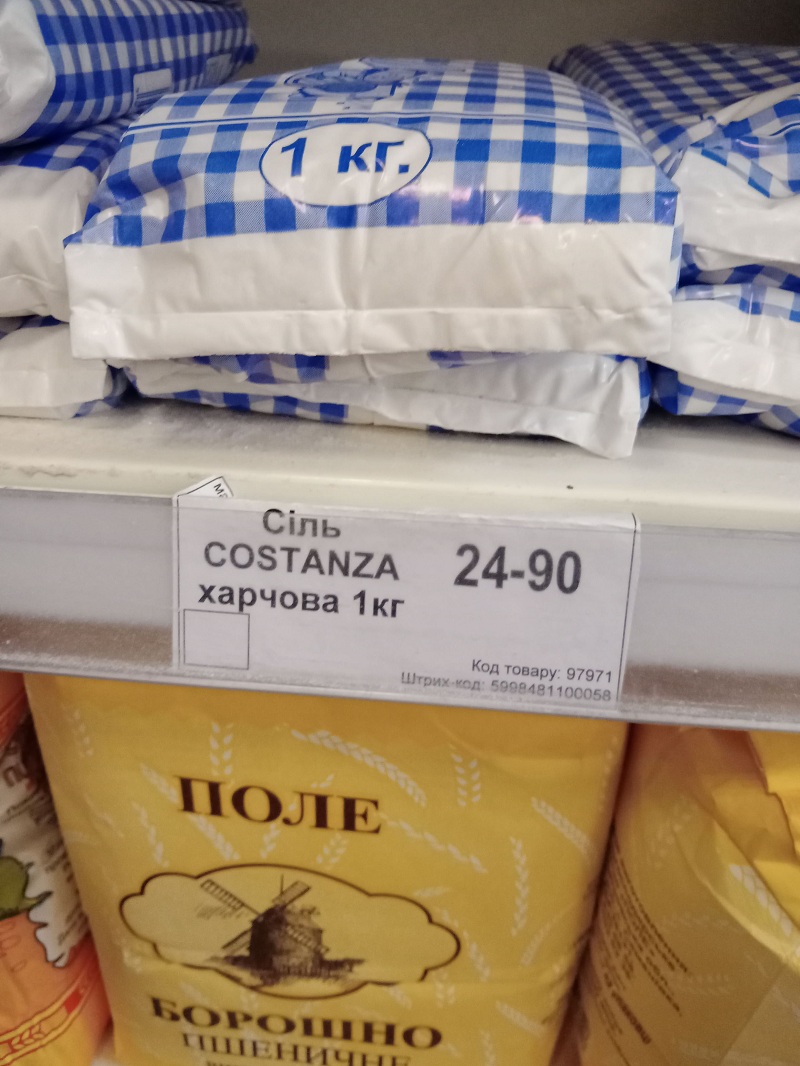 1 кг.
Сіль
COSTANZA
харчова 1кг
24-90
Код товару: 97971
Штрих-код: 5998481100058
ПОЛЕ
БОРОШНО
ПШЕНИЧНЕ